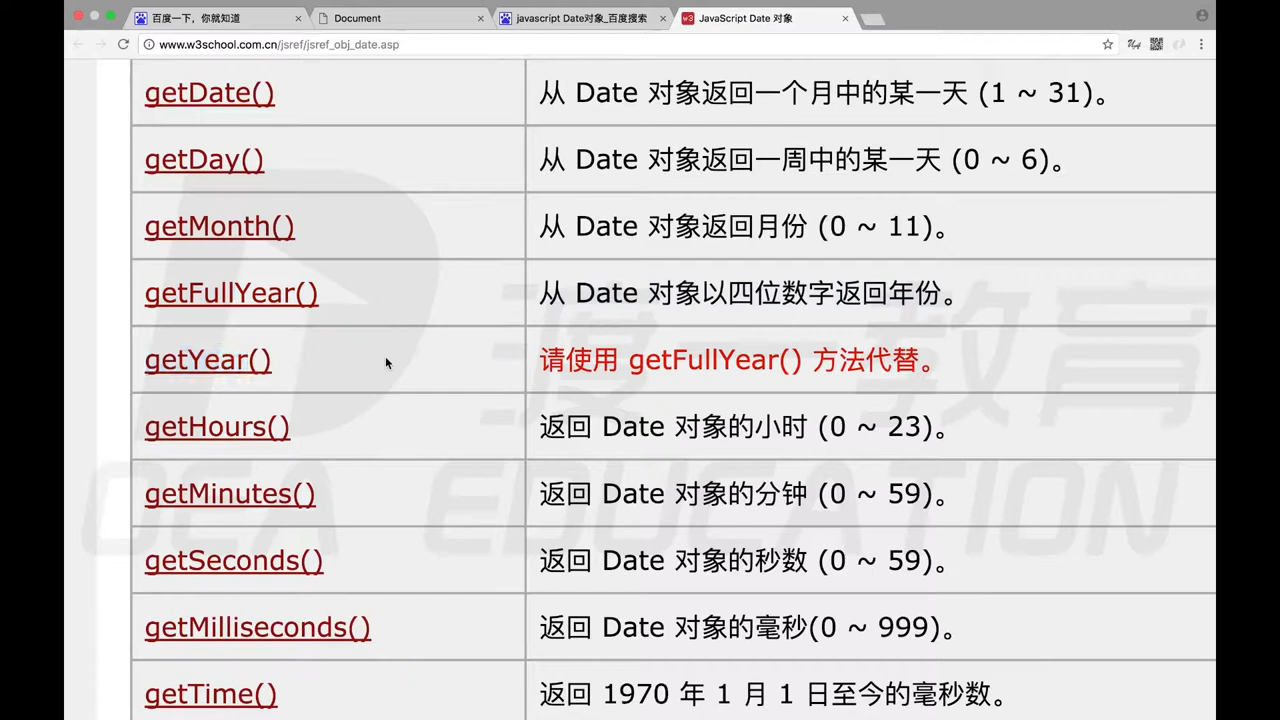 百度一下，你就知道
Document
javascript Date对象_百度搜索
JavaScript Date 对象
www.w3school.com.cn/jsref/jsref_obj_date.asp
getDate() 从 Date 对象返回一个月中的某一天 (1 ~ 31)。
getDay() 从 Date 对象返回一周中的某一天 (0 ~ 6)。
getMonth() 从 Date 对象返回月份 (0 ~ 11)。
getFullYear() 从 Date 对象以四位数字返回年份。
getYear() 请使用 getFullYear() 方法代替。
getHours() 返回 Date 对象的小时 (0 ~ 23)。
getMinutes() 返回 Date 对象的分钟 (0 ~ 59)。
getSeconds() 返回 Date 对象的秒数 (0 ~ 59)。
getMilliseconds() 返回 Date 对象的毫秒(0 ~ 999)。
getTime() 返回 1970 年 1 月 1 日至今的毫秒数。
渡一教育
DEA EDUCATION